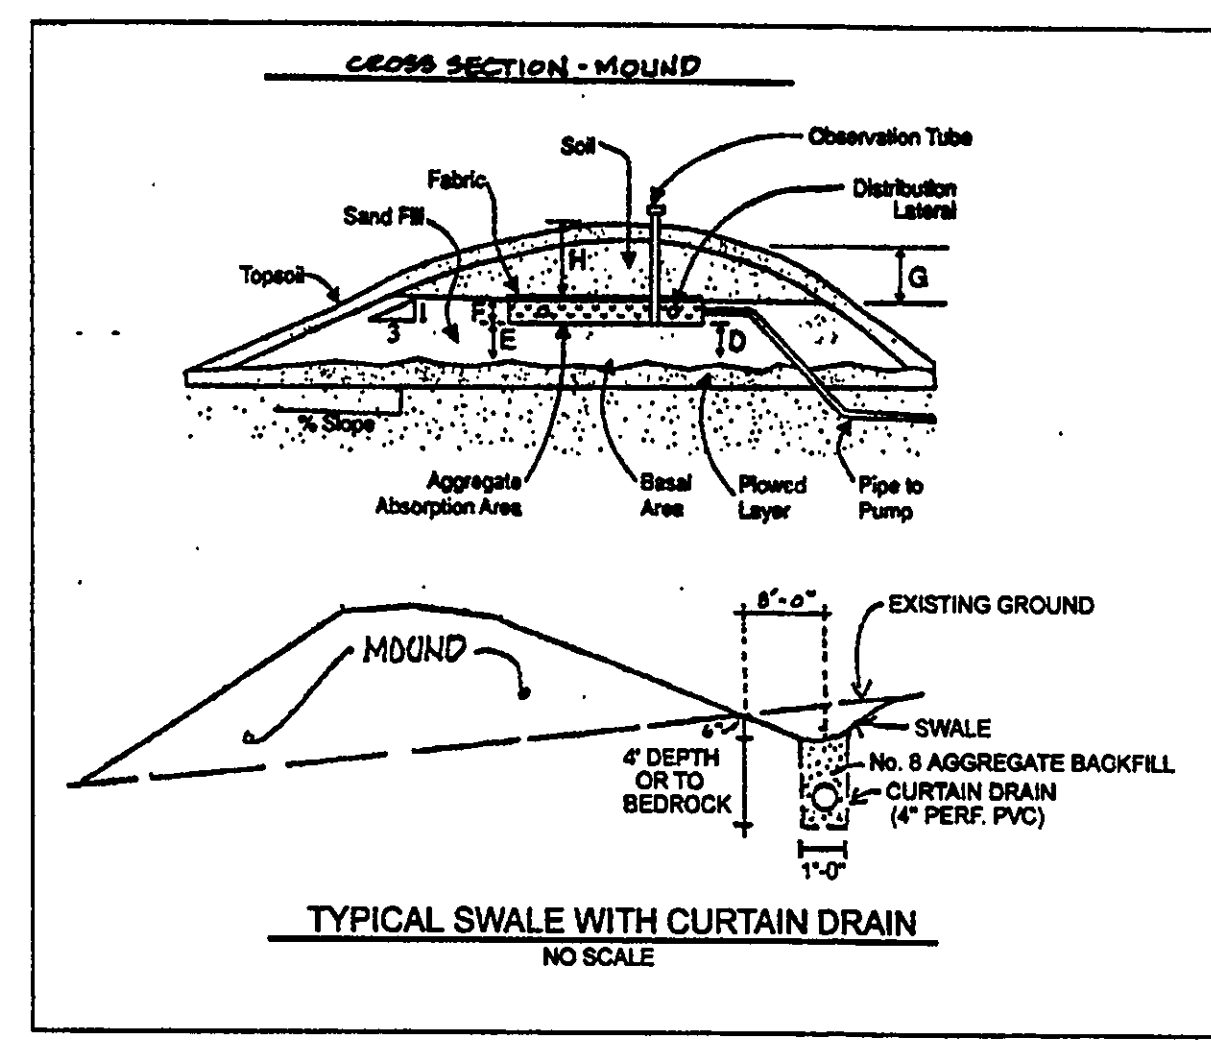 CROSS SECTION - MOUND
Observation Tube
Soil
Distribution
Lateral
Fabric
Sand Fill
H
G
Topsoil
F
1
3
E
D
% Slope
Aggregate
Absorption Area
Basal
Area
Plowed
Layer
Pipe to
Pump
8'-0"
EXISTING GROUND
MOUND
6"
SWALE
4' DEPTH
OR TO
BEDROCK
No. 8 AGGREGATE BACKFILL
CURTAIN DRAIN
(4" PERF. PVC)
1'-0"
TYPICAL SWALE WITH CURTAIN DRAIN
NO SCALE